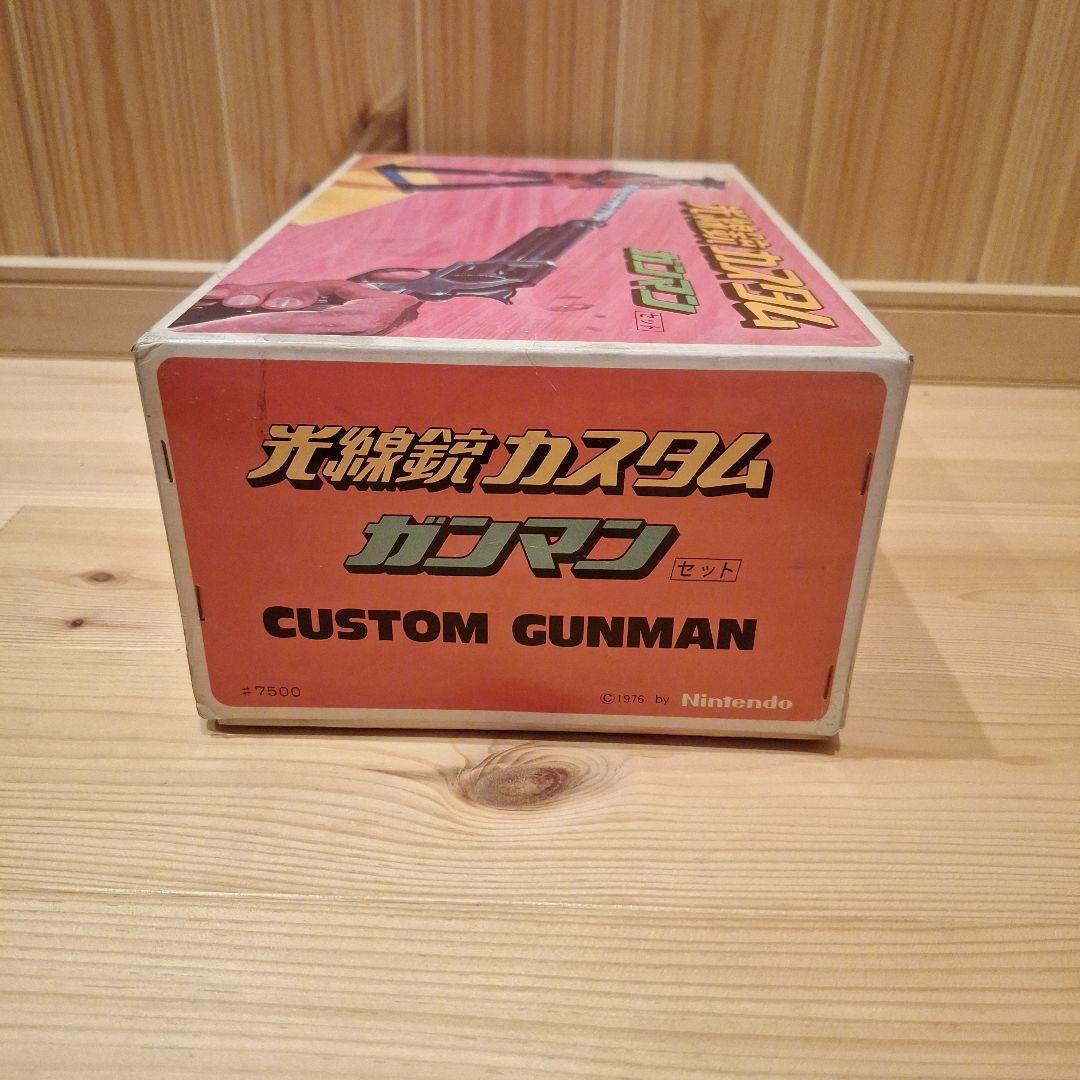 光線銃カスタム
ガンマン セット
光線銃 カスタム
ガンマン セット
CUSTOM GUNMAN
#7500
©1976 by Nintendo